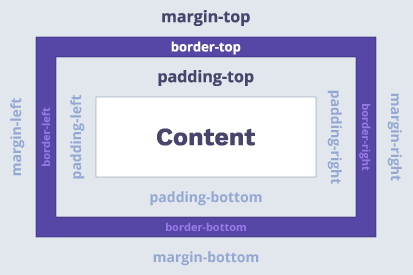 margin-top
border-top
padding-top
margin-left
border-left
padding-left
Content
padding-right
border-right
margin-right
padding-bottom
border-bottom
margin-bottom